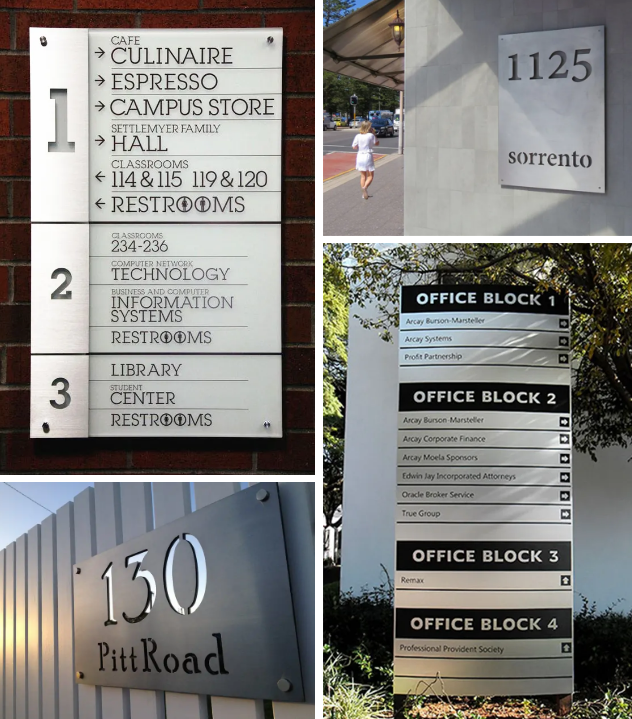 1
CAFE
→ CULINAIRE
→ ESPRESSO
→ CAMPUS STORE
SETTLEMYER FAMILY
→ HALL
CLASSROOMS
← 114 & 115 119 & 120
← RESTROOMS
2
CLASSROOMS
234-236
COMPUTER NETWORK
TECHNOLOGY
BUSINESS AND COMPUTER
INFORMATION
SYSTEMS
RESTROOMS
3
LIBRARY
STUDENT
CENTER
RESTROOMS
1125
sorrento
OFFICE BLOCK 1
Arcay Burson-Marsteller
Arcay Systems
Profit Partnership
OFFICE BLOCK 2
Arcay Burson-Marsteller
Arcay Corporate Finance
Arcay Moela Sponsors
Edwin Jay Incorporated Attorneys
Oracle Broker Service
True Group
OFFICE BLOCK 3
Remax
OFFICE BLOCK 4
Professional Provident Society
130
Pitt Road